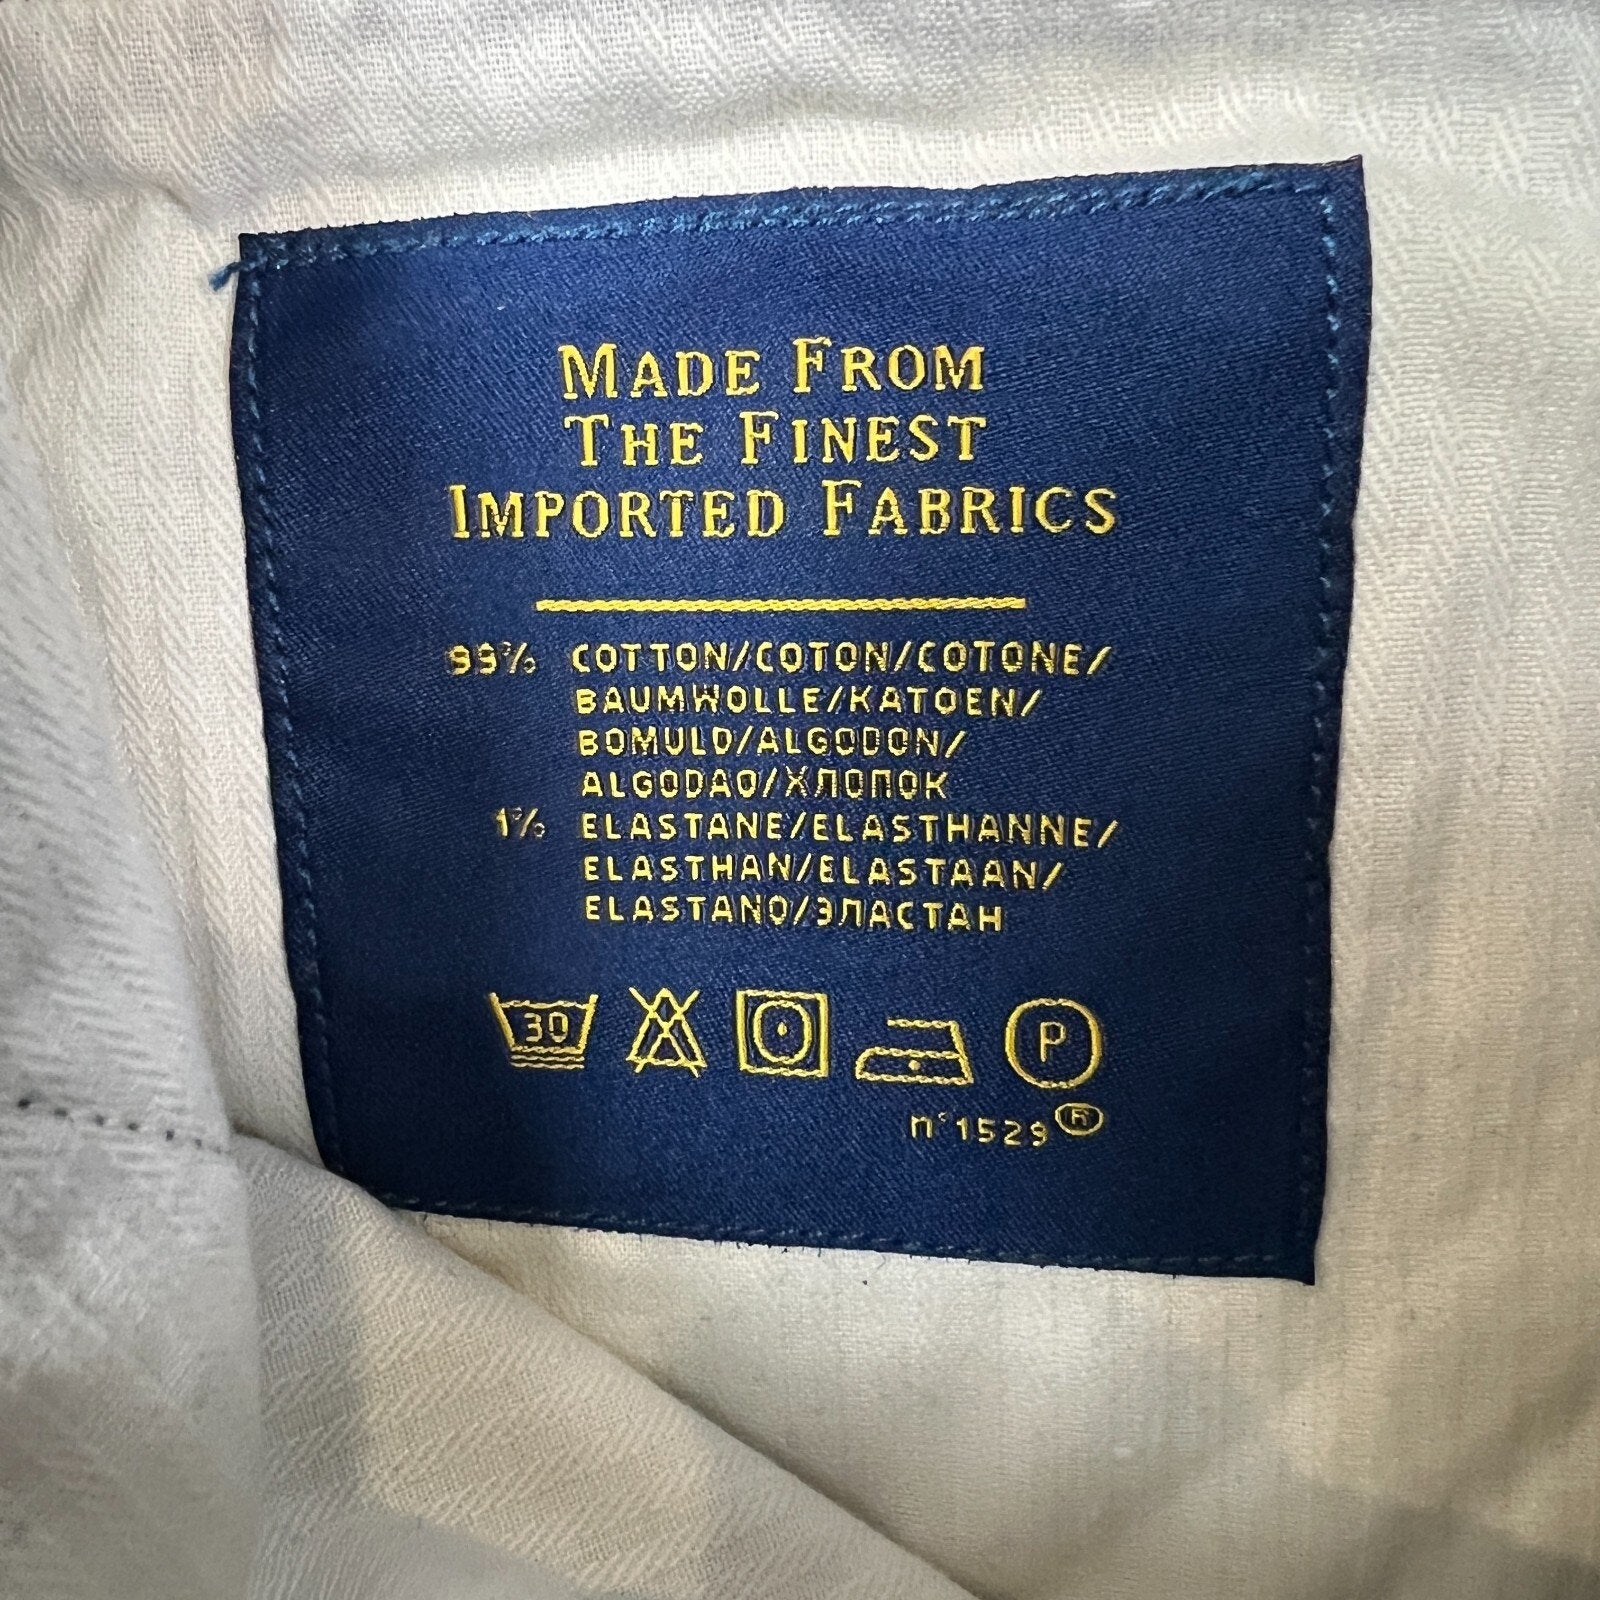 MADE FROM
THE FINEST
IMPORTED FABRICS
99% COTTON/COTON/COTONE/
BAUMWOLLE/KATOEN/
BOMULD/ALGODON/
ALGODAO/ХЛОПОК
1% ELASTANE/ELASTHANNE/
ELASTHAN/ELASTAAN/
ELASTANO/ЭЛАСТАН
30 P
n°1529 ®